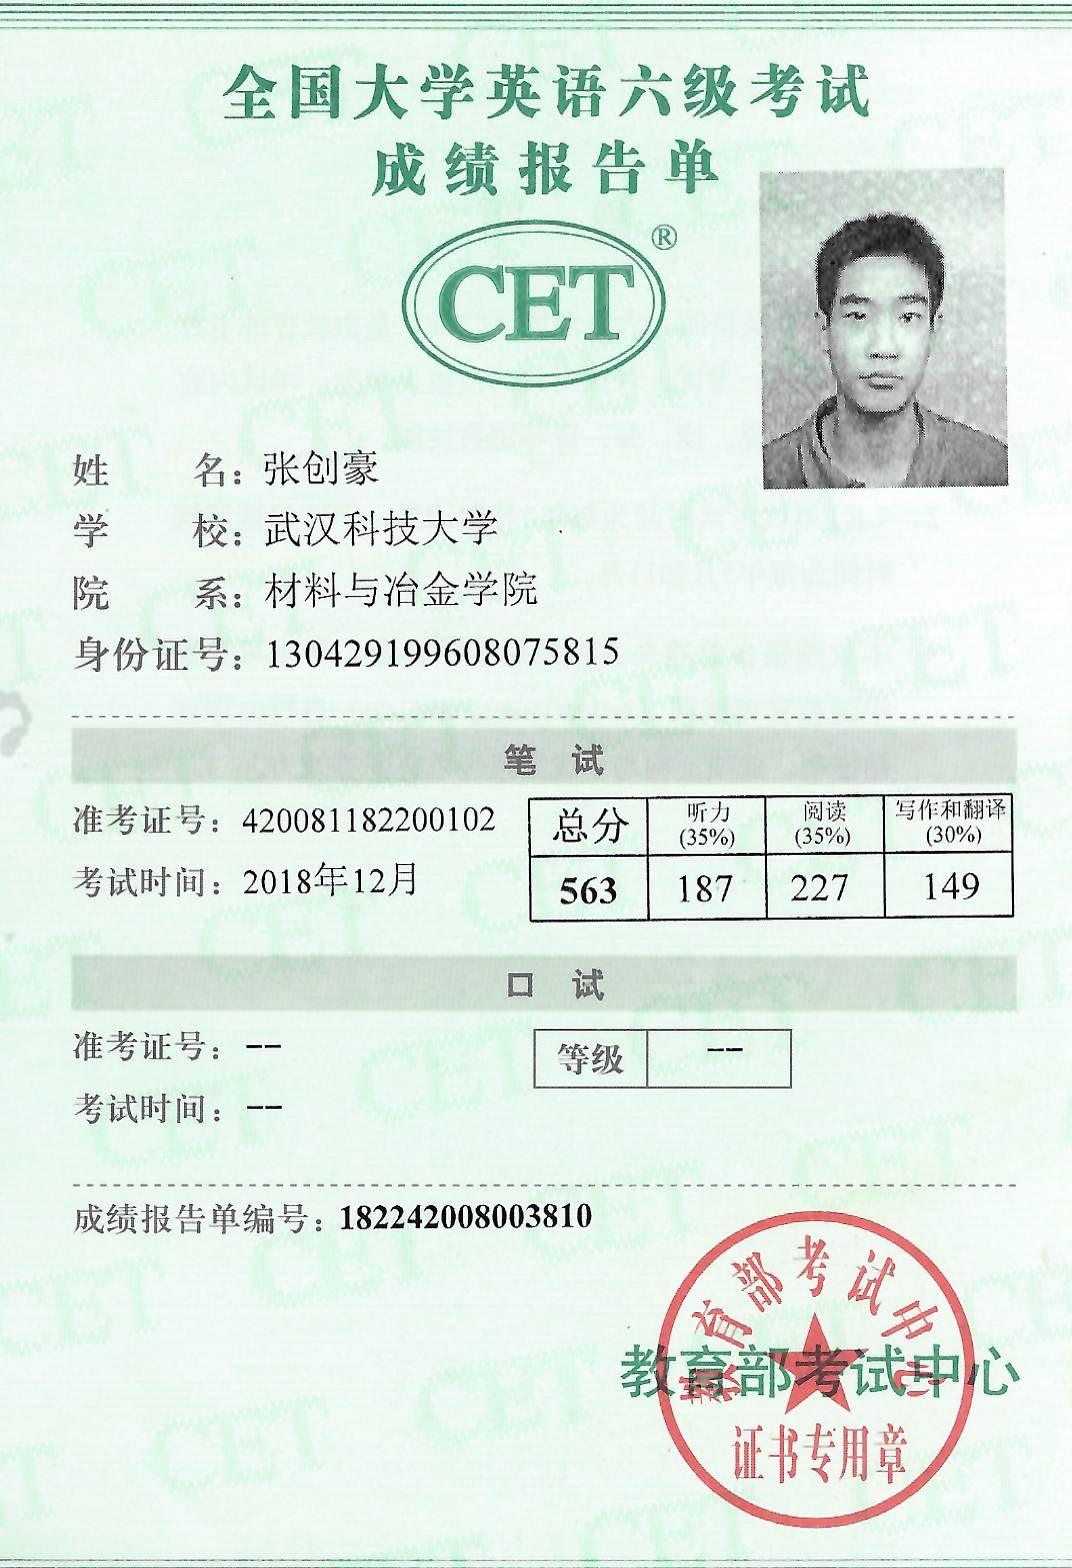 全国大学英语六级考试
成绩报告单
CET®
姓 名：张创豪
学 校：武汉科技大学
院 系：材料与冶金学院
身份证号：130429199608075815
笔 试
准考证号：420081182200102
考试时间：2018年12月
总分 听力(35%) 阅读(35%) 写作和翻译(30%)
563 187 227 149
口 试
准考证号：--
考试时间：--
等级 --
成绩报告单编号：182242008003810
教育部考试中心
教育部考试中心
证书专用章